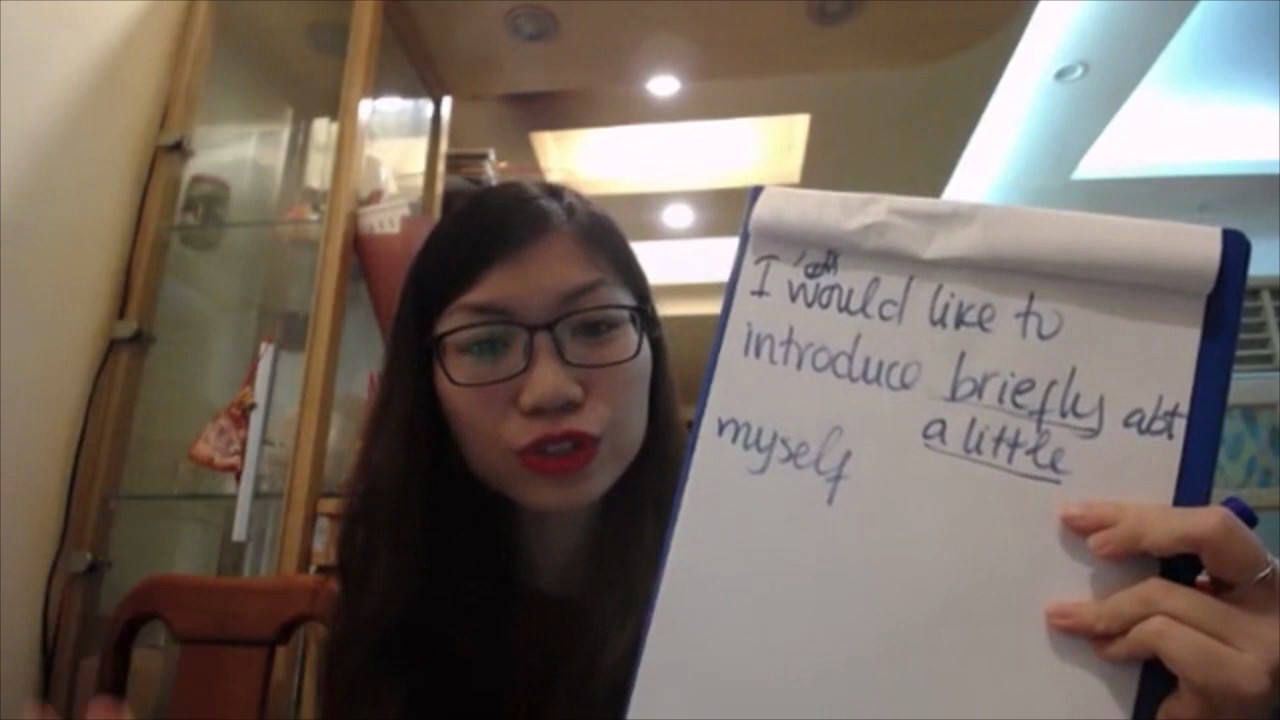 I would like to
introduce briefly abt
a little
myself